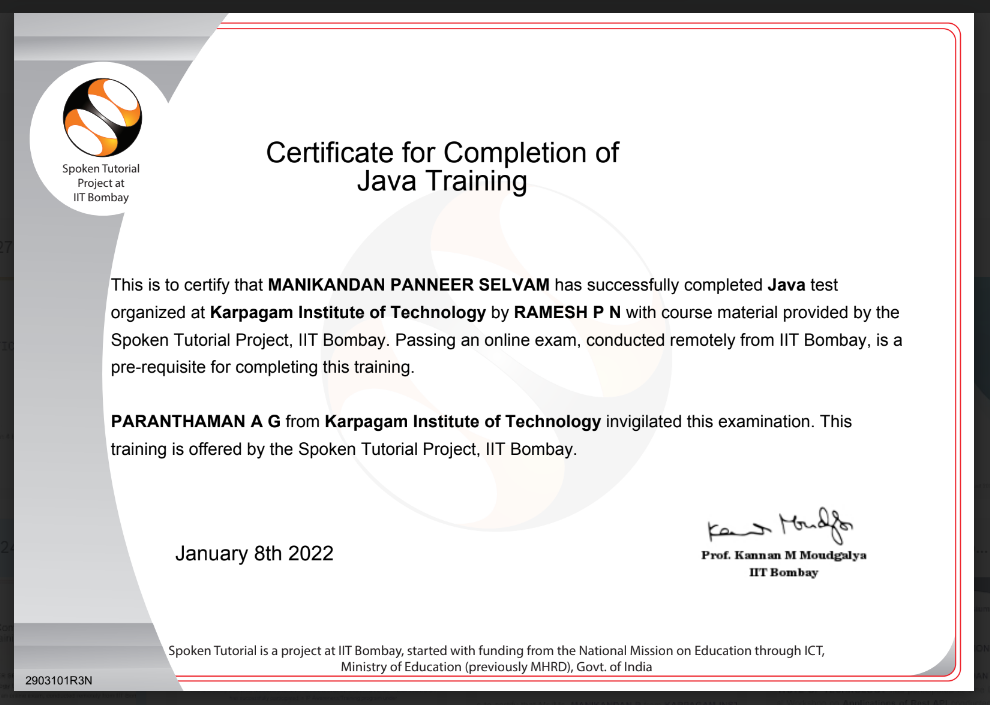 Spoken Tutorial
Project at
IIT Bombay
Certificate for Completion of
Java Training
This is to certify that MANIKANDAN PANNEER SELVAM has successfully completed Java test
organized at Karpagam Institute of Technology by RAMESH P N with course material provided by the
Spoken Tutorial Project, IIT Bombay. Passing an online exam, conducted remotely from IIT Bombay, is a
pre-requisite for completing this training.
PARANTHAMAN A G from Karpagam Institute of Technology invigilated this examination. This
training is offered by the Spoken Tutorial Project, IIT Bombay.
January 8th 2022
Prof. Kannan M Moudgalya
IIT Bombay
Spoken Tutorial is a project at IIT Bombay, started with funding from the National Mission on Education through ICT,
Ministry of Education (previously MHRD), Govt. of India
2903101R3N